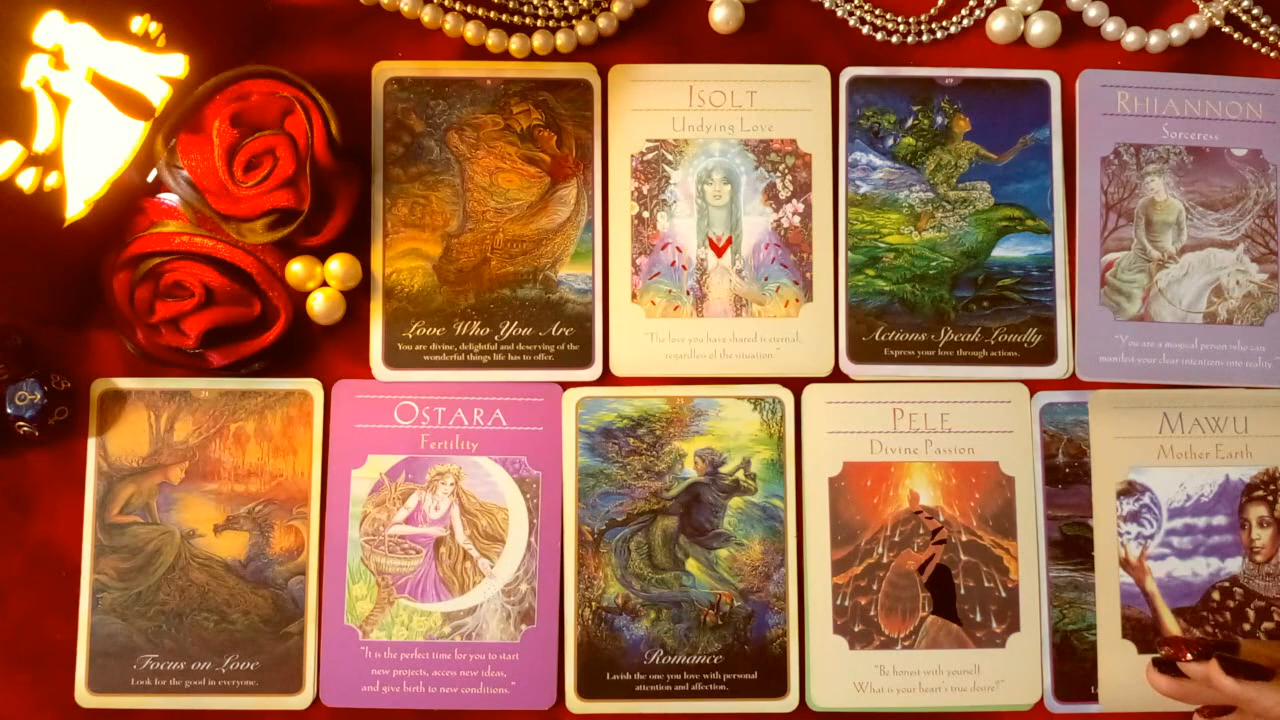 8
Love Who You Are
You are divine, delightful and deserving of the
wonderful things life has to offer.
ISOLT
Undying Love
"The love you have shared is eternal,
regardless of the situation."
49
Actions Speak Loudly
Express your love through actions.
RHIANNON
Sorceress
"You are a magical person who can
manifest your clear intentions into reality."
21
Focus on Love
Look for the good in everyone.
OSTARA
Fertility
"It is the perfect time for you to start
new projects, access new ideas,
and give birth to new conditions."
25
Romance
Lavish the one you love with personal
attention and affection.
PELE
Divine Passion
"Be honest with yourself:
What is your heart's true desire?"
MAWU
Mother Earth